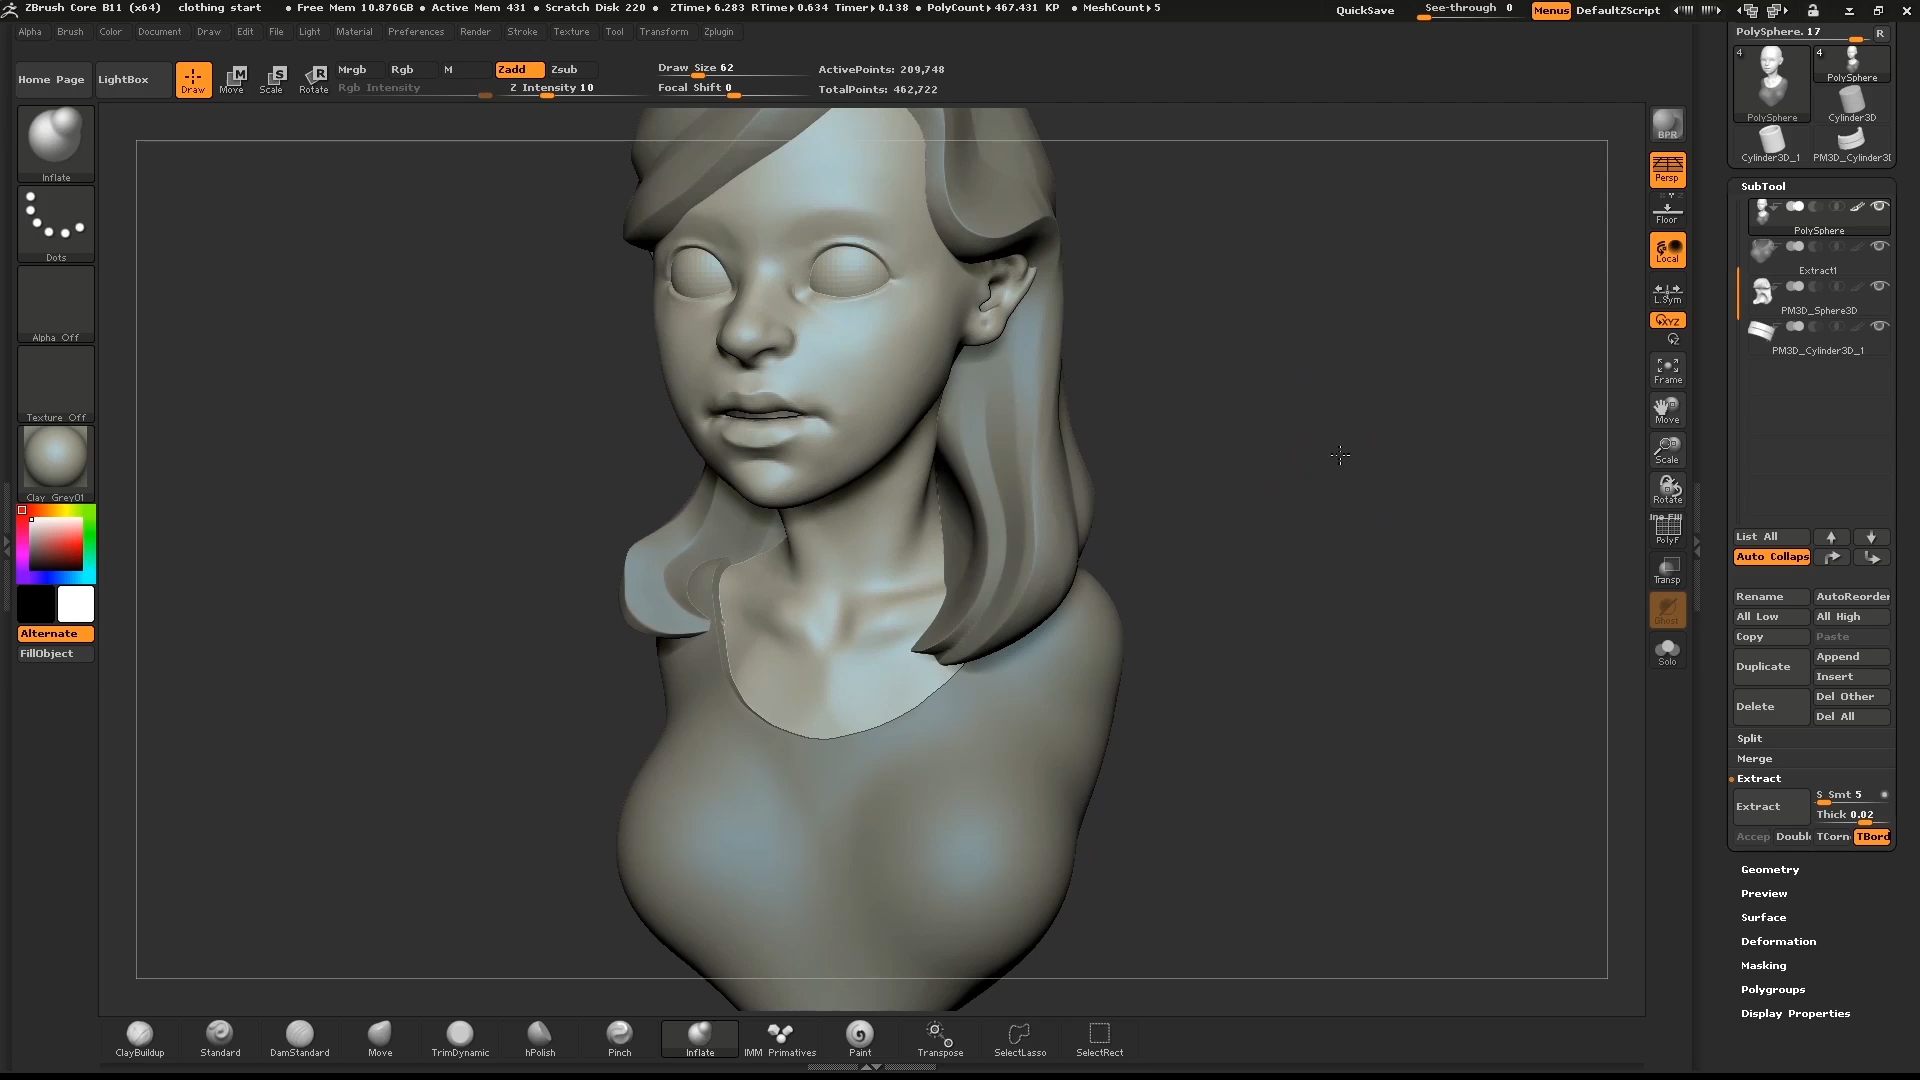 ZBrush Core B11 (x64) clothing start • Free Mem 10.876GB • Active Mem 431 • Scratch Disk 220 • ZTime▸6.283 RTime▸0.634 Timer▸0.138 • PolyCount▸467.431 KP • MeshCount▸5 QuickSave See-through 0 Menus DefaultZScript
Alpha Brush Color Document Draw Edit File Light Material Preferences Render Stroke Texture Tool Transform Zplugin
Home Page LightBox Draw Move Scale Rotate
Mrgb Rgb M Zadd Zsub
Rgb Intensity Z Intensity 10
Draw Size 62 ActivePoints: 209,748
Focal Shift 0 TotalPoints: 462,722
Inflate
Dots
Alpha Off
Texture Off
Clay_Grey01
Alternate
FillObject
BPR
Persp
Floor
Local
L.Sym
XYZ
Frame
Move
Scale
Rotate
PolyF
Transp
Ghost
Solo
PolySphere. 17 R
4 4
PolySphere
PolySphere Cylinder3D
Cylinder3D_1 PM3D_Cylinder3D
SubTool
PolySphere
Extract1
PM3D_Sphere3D
PM3D_Cylinder3D_1
List All
Auto Collaps
Rename AutoReorder
All Low All High
Copy Paste
Duplicate Append
Insert
Delete Del Other
Del All
Split
Merge
Extract
Extract S Smt 5
Thick 0.02
Accep Doubl TCorn TBord
Geometry
Preview
Surface
Deformation
Masking
Polygroups
Display Properties
ClayBuildup Standard DamStandard Move TrimDynamic hPolish Pinch Inflate IMM Primatives Paint Transpose SelectLasso SelectRect